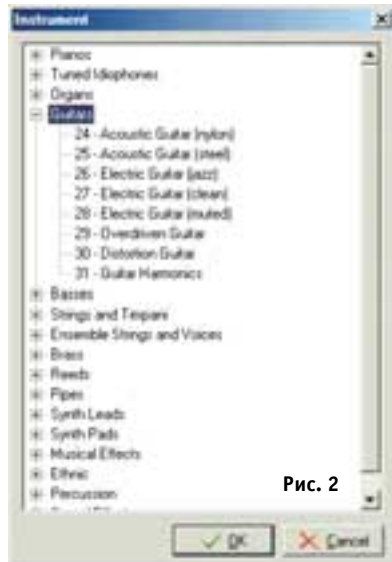 Instrument
Pianos
Tuned Idiophones
Organs
Guitars
24 - Acoustic Guitar (nylon)
25 - Acoustic Guitar (steel)
26 - Electric Guitar (jazz)
27 - Electric Guitar (clean)
28 - Electric Guitar (muted)
29 - Overdriven Guitar
30 - Distortion Guitar
31 - Guitar Harmonics
Basses
Strings and Timpani
Ensemble Strings and Voices
Brass
Reeds
Pipes
Synth Leads
Synth Pads
Musical Effects
Ethnic
Percussion
Рис. 2
OK
Cancel